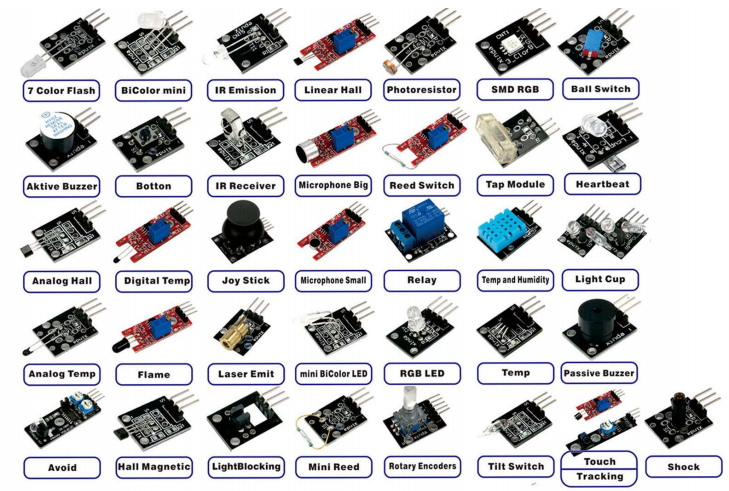 7 Color Flash
BiColor mini
IR Emission
Linear Hall
Photoresistor
SMD RGB
Ball Switch
Aktive Buzzer
Botton
IR Receiver
Microphone Big
Reed Switch
Tap Module
Heartbeat
Analog Hall
Digital Temp
Joy Stick
Microphone Small
Relay
Temp and Humidity
Light Cup
Analog Temp
Flame
Laser Emit
mini BiColor LED
RGB LED
Temp
Passive Buzzer
Avoid
Hall Magnetic
LightBlocking
Mini Reed
Rotary Encoders
Tilt Switch
Touch
Tracking
Shock